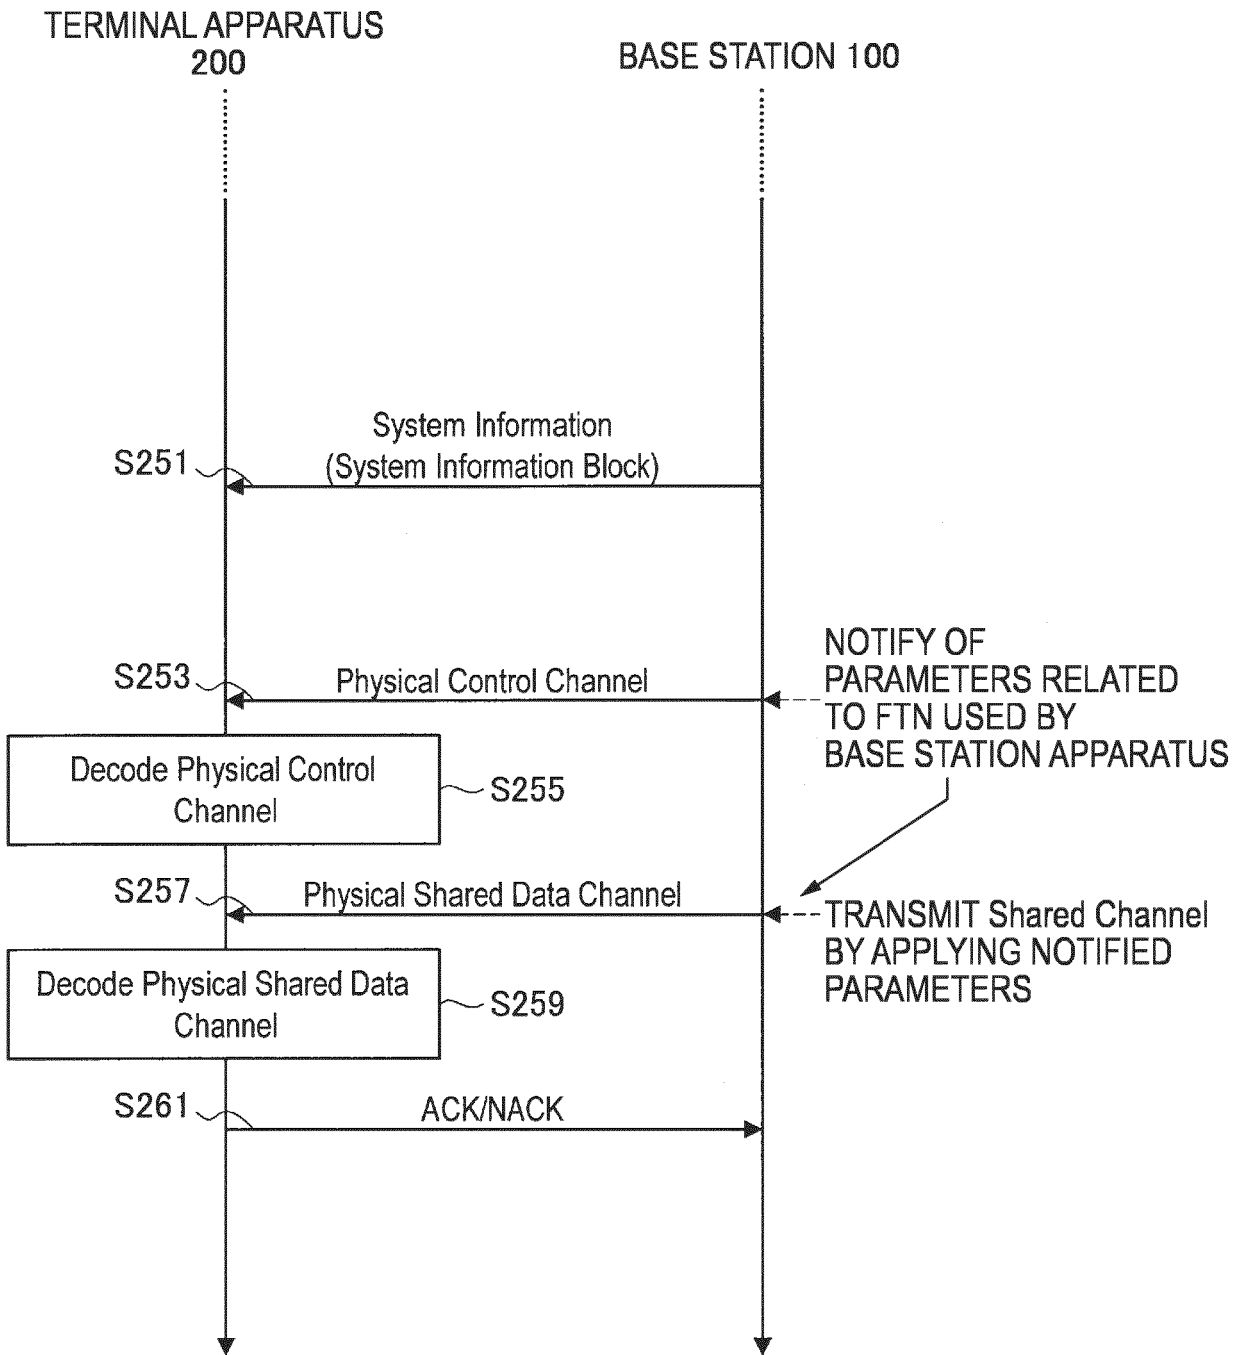 TERMINAL APPARATUS
200
BASE STATION 100
System Information
(System Information Block)
S251
S253
Physical Control Channel
NOTIFY OF
PARAMETERS RELATED
TO FTN USED BY
BASE STATION APPARATUS
Decode Physical Control
Channel
S255
S257
Physical Shared Data Channel
TRANSMIT Shared Channel
BY APPLYING NOTIFIED
PARAMETERS
Decode Physical Shared Data
Channel
S259
S261
ACK/NACK